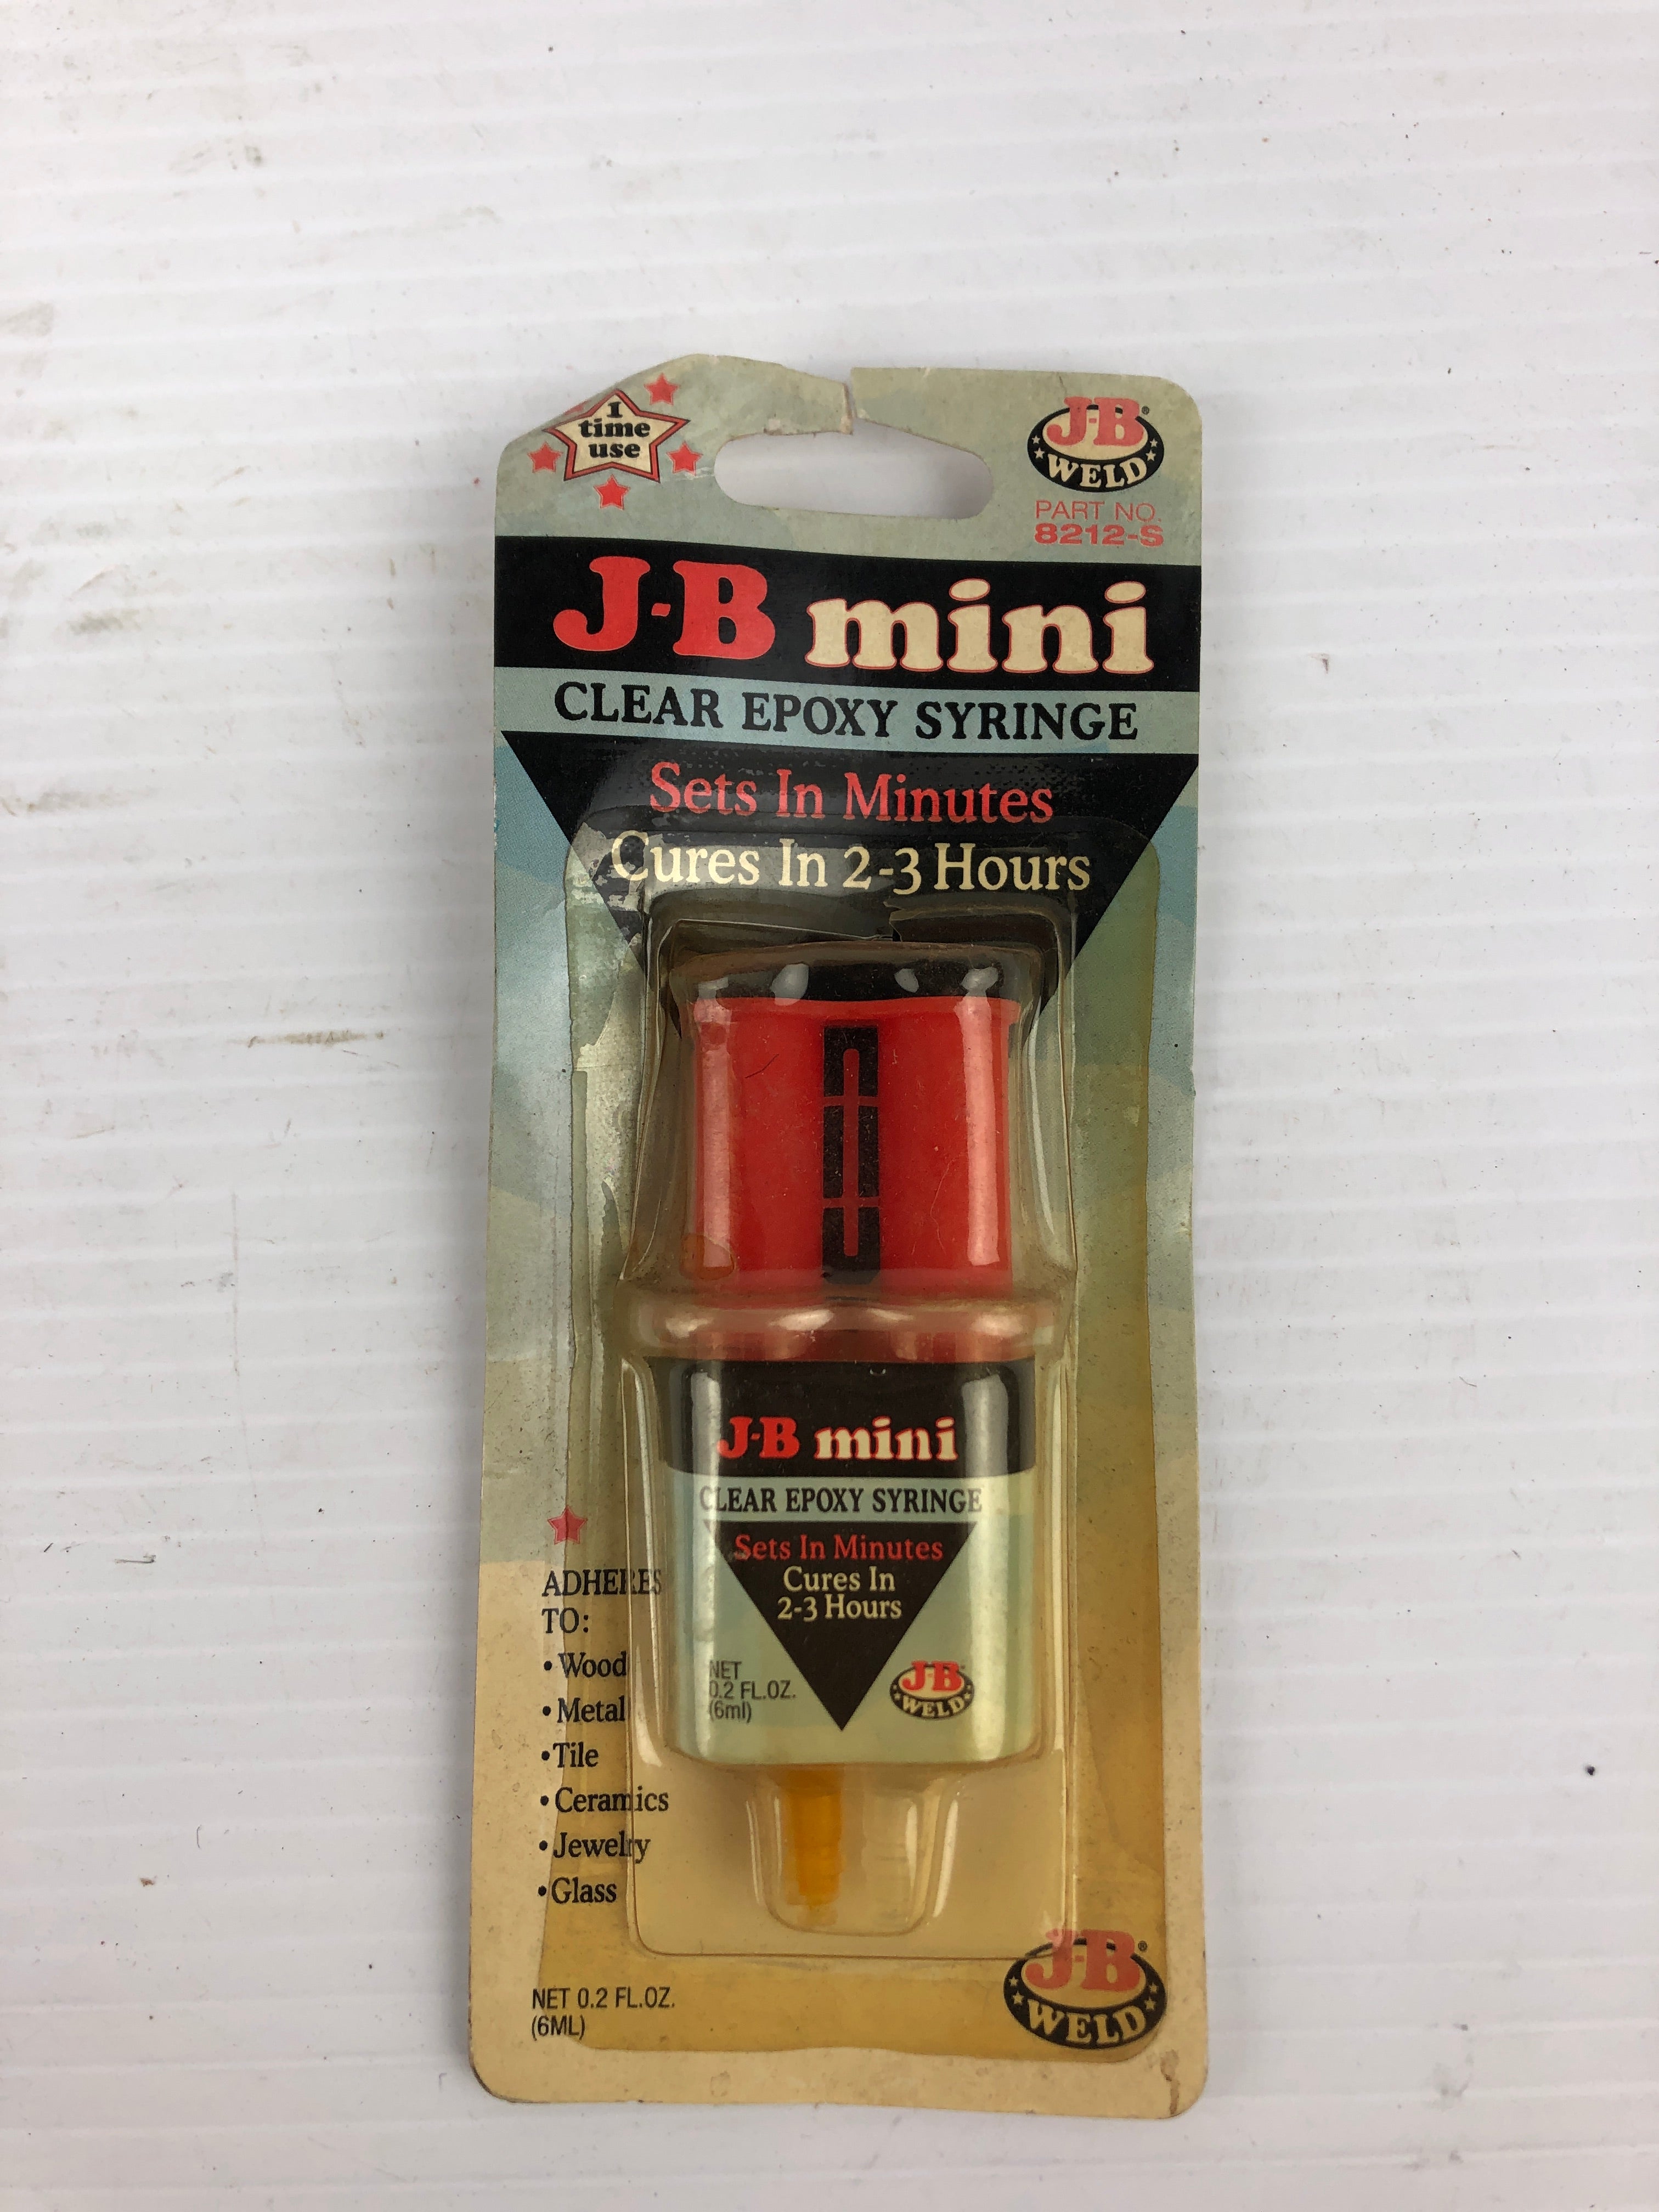 1
time
use
J-B®
WELD
PART NO.
8212-S
J-B mini
CLEAR EPOXY SYRINGE
Sets In Minutes
Cures In 2-3 Hours
J-B mini
CLEAR EPOXY SYRINGE
Sets In Minutes
Cures In
2-3 Hours
NET
0.2 FL.OZ.
(6ml)
J-B
WELD
ADHERES
TO:
• Wood
• Metal
• Tile
• Ceramics
• Jewelry
• Glass
NET 0.2 FL.OZ.
(6ML)
J-B®
WELD